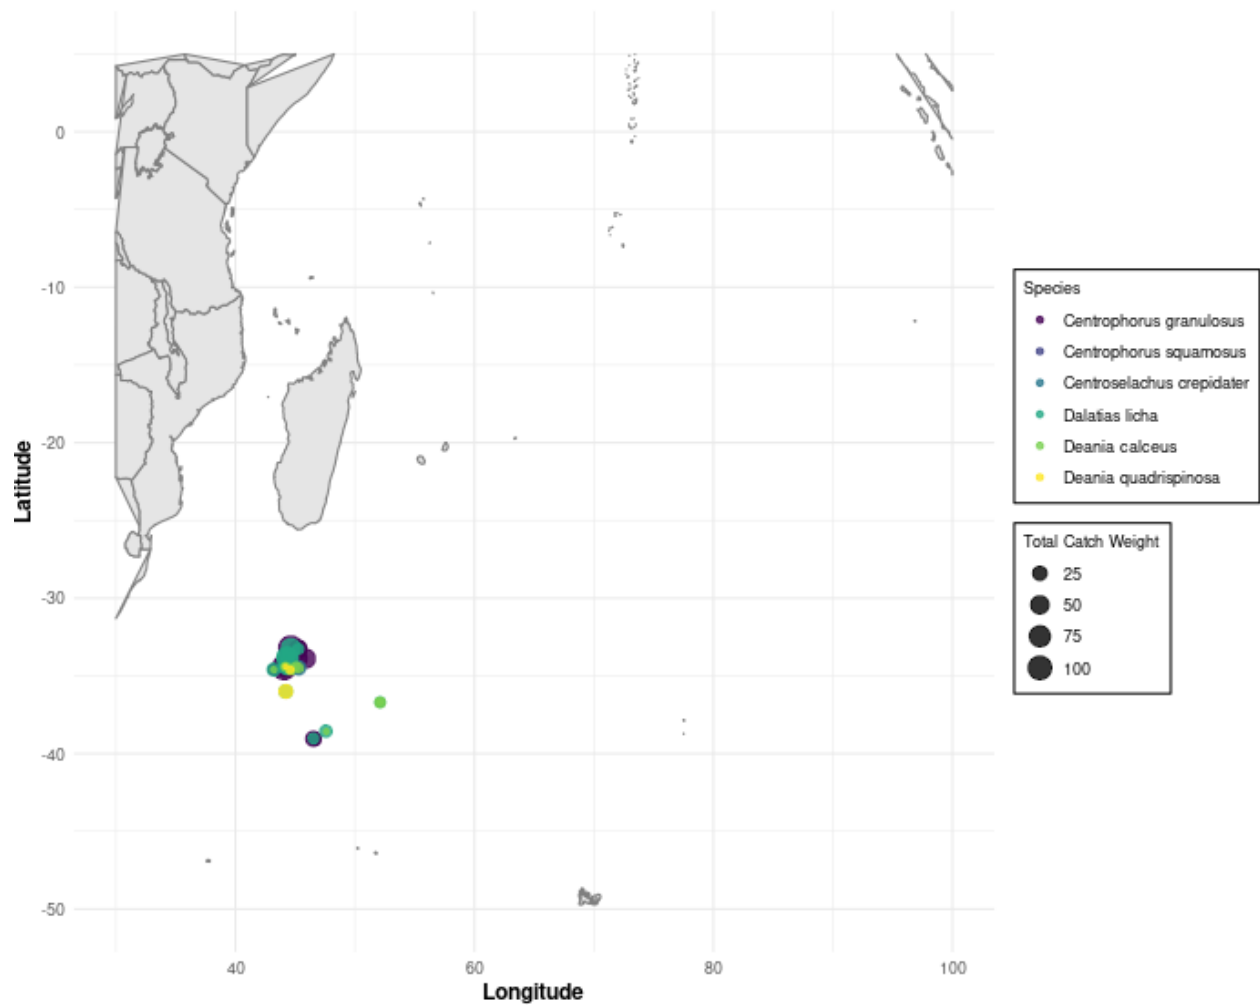 0
-10
-20
-30
-40
-50
Latitude
40
60
80
100
Longitude
Species
Centrophorus granulosus
Centrophorus squamosus
Centroselachus crepidater
Dalatias licha
Deania calceus
Deania quadrispinosa
Total Catch Weight
25
50
75
100